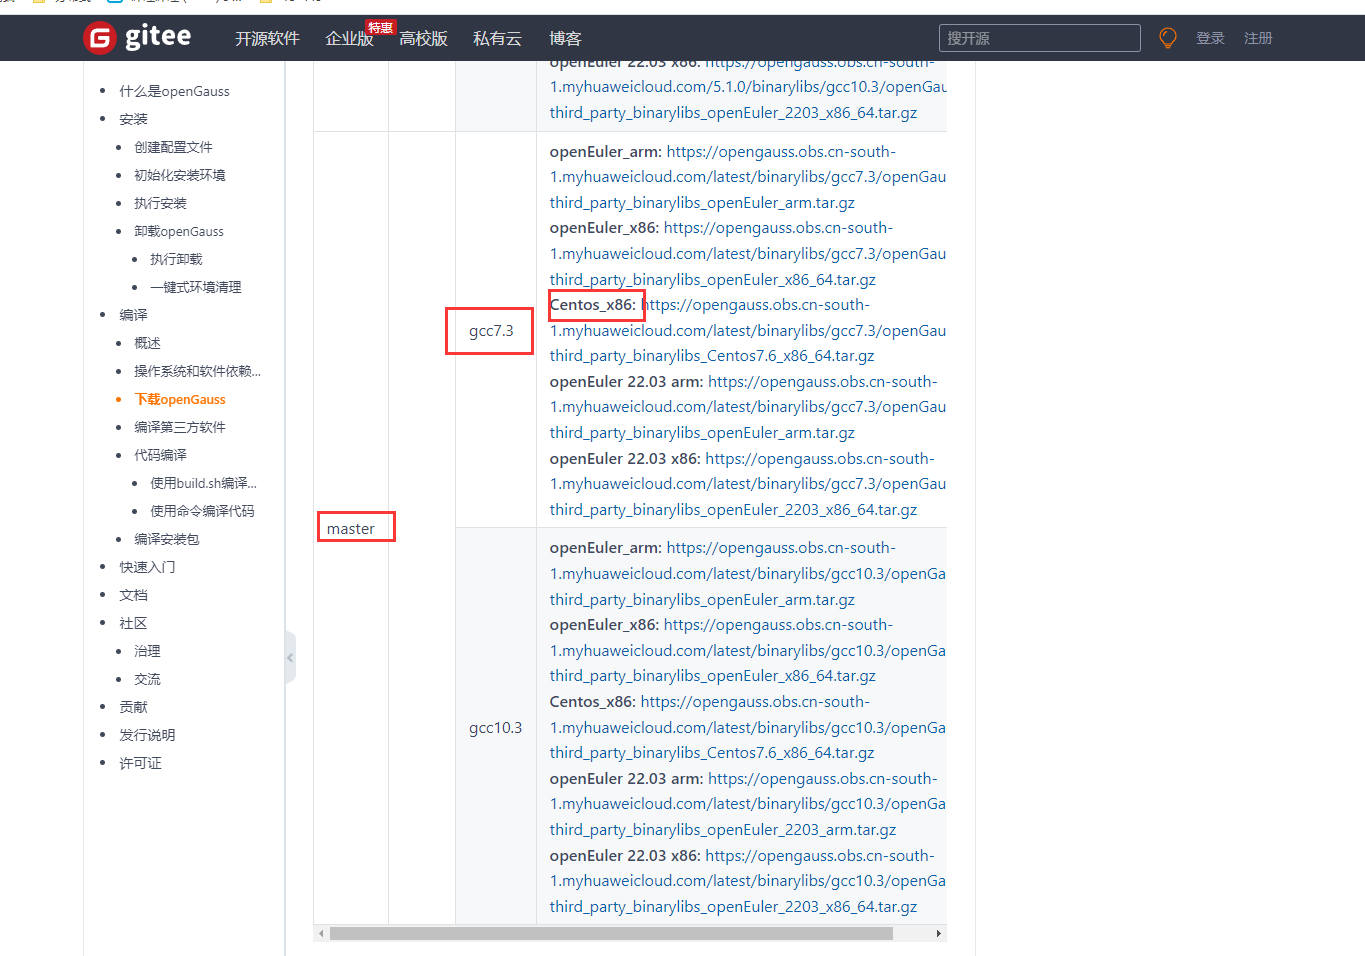 gitee
开源软件
企业版
特惠
高校版
私有云
博客
搜开源
登录
注册
什么是openGauss
安装
创建配置文件
初始化安装环境
执行安装
卸载openGauss
执行卸载
一键式环境清理
编译
概述
操作系统和软件依赖...
下载openGauss
编译第三方软件
代码编译
使用build.sh编译...
使用命令编译代码
编译安装包
快速入门
文档
社区
治理
交流
贡献
发行说明
许可证
openEuler 22.03 x86: https://opengauss.obs.cn-south-
1.myhuaweicloud.com/5.1.0/binarylibs/gcc10.3/openGau
third_party_binarylibs_openEuler_2203_x86_64.tar.gz
master
gcc7.3
openEuler_arm: https://opengauss.obs.cn-south-
1.myhuaweicloud.com/latest/binarylibs/gcc7.3/openGau
third_party_binarylibs_openEuler_arm.tar.gz
openEuler_x86: https://opengauss.obs.cn-south-
1.myhuaweicloud.com/latest/binarylibs/gcc7.3/openGau
third_party_binarylibs_openEuler_x86_64.tar.gz
Centos_x86: https://opengauss.obs.cn-south-
1.myhuaweicloud.com/latest/binarylibs/gcc7.3/openGau
third_party_binarylibs_Centos7.6_x86_64.tar.gz
openEuler 22.03 arm: https://opengauss.obs.cn-south-
1.myhuaweicloud.com/latest/binarylibs/gcc7.3/openGau
third_party_binarylibs_openEuler_arm.tar.gz
openEuler 22.03 x86: https://opengauss.obs.cn-south-
1.myhuaweicloud.com/latest/binarylibs/gcc7.3/openGau
third_party_binarylibs_openEuler_2203_x86_64.tar.gz
gcc10.3
openEuler_arm: https://opengauss.obs.cn-south-
1.myhuaweicloud.com/latest/binarylibs/gcc10.3/openGa
third_party_binarylibs_openEuler_arm.tar.gz
openEuler_x86: https://opengauss.obs.cn-south-
1.myhuaweicloud.com/latest/binarylibs/gcc10.3/openGa
third_party_binarylibs_openEuler_x86_64.tar.gz
Centos_x86: https://opengauss.obs.cn-south-
1.myhuaweicloud.com/latest/binarylibs/gcc10.3/openGa
third_party_binarylibs_Centos7.6_x86_64.tar.gz
openEuler 22.03 arm: https://opengauss.obs.cn-south-
1.myhuaweicloud.com/latest/binarylibs/gcc10.3/openGa
third_party_binarylibs_openEuler_2203_arm.tar.gz
openEuler 22.03 x86: https://opengauss.obs.cn-south-
1.myhuaweicloud.com/latest/binarylibs/gcc10.3/openGa
third_party_binarylibs_openEuler_2203_x86_64.tar.gz